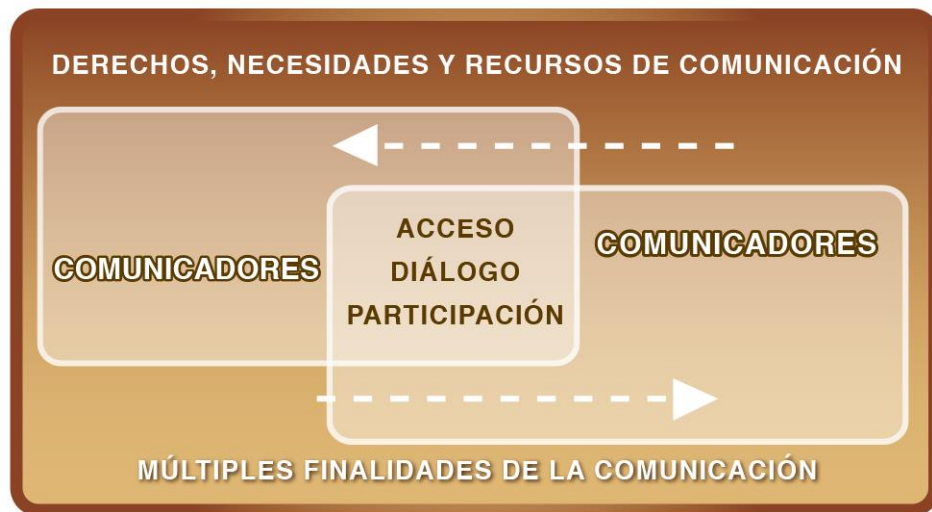 DERECHOS, NECESIDADES Y RECURSOS DE COMUNICACIÓN
COMUNICADORES
ACCESO
DIÁLOGO
PARTICIPACIÓN
COMUNICADORES
MÚLTIPLES FINALIDADES DE LA COMUNICACIÓN